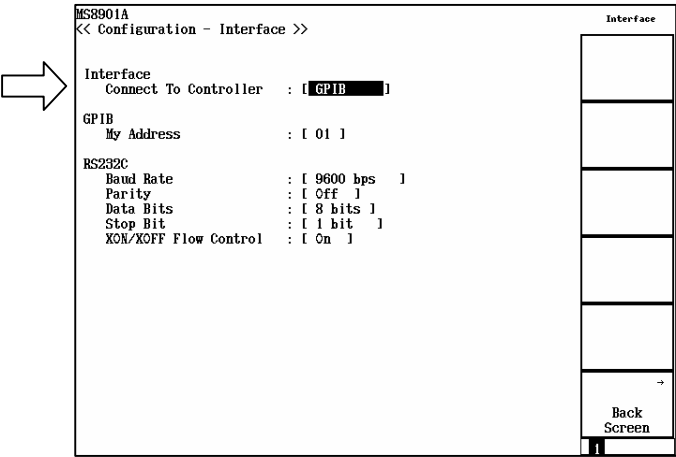 MS8901A
<< Configuration - Interface >>
Interface
Interface
Connect To Controller : [ GPIB ]
GPIB
My Address : [ 01 ]
RS232C
Baud Rate : [ 9600 bps ]
Parity : [ Off ]
Data Bits : [ 8 bits ]
Stop Bit : [ 1 bit ]
XON/XOFF Flow Control : [ On ]
→
Back
Screen
1